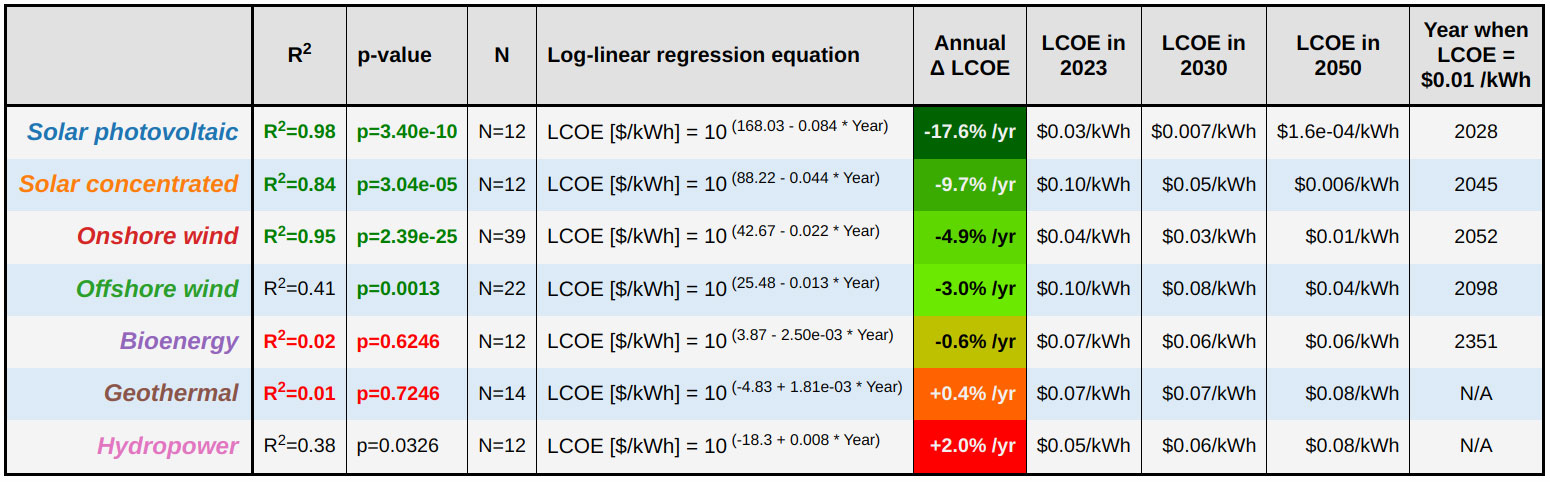 R2 p-value N Log-linear regression equation Annual Δ LCOE LCOE in 2023 LCOE in 2030 LCOE in 2050 Year when LCOE = $0.01 /kWh
Solar photovoltaic R2=0.98 p=3.40e-10 N=12 LCOE [$/kWh] = 10 (168.03 - 0.084 * Year) -17.6% /yr $0.03/kWh $0.007/kWh $1.6e-04/kWh 2028
Solar concentrated R2=0.84 p=3.04e-05 N=12 LCOE [$/kWh] = 10 (88.22 - 0.044 * Year) -9.7% /yr $0.10/kWh $0.05/kWh $0.006/kWh 2045
Onshore wind R2=0.95 p=2.39e-25 N=39 LCOE [$/kWh] = 10 (42.67 - 0.022 * Year) -4.9% /yr $0.04/kWh $0.03/kWh $0.01/kWh 2052
Offshore wind R2=0.41 p=0.0013 N=22 LCOE [$/kWh] = 10 (25.48 - 0.013 * Year) -3.0% /yr $0.10/kWh $0.08/kWh $0.04/kWh 2098
Bioenergy R2=0.02 p=0.6246 N=12 LCOE [$/kWh] = 10 (3.87 - 2.50e-03 * Year) -0.6% /yr $0.07/kWh $0.06/kWh $0.06/kWh 2351
Geothermal R2=0.01 p=0.7246 N=14 LCOE [$/kWh] = 10 (-4.83 + 1.81e-03 * Year) +0.4% /yr $0.07/kWh $0.07/kWh $0.08/kWh N/A
Hydropower R2=0.38 p=0.0326 N=12 LCOE [$/kWh] = 10 (-18.3 + 0.008 * Year) +2.0% /yr $0.05/kWh $0.06/kWh $0.08/kWh N/A